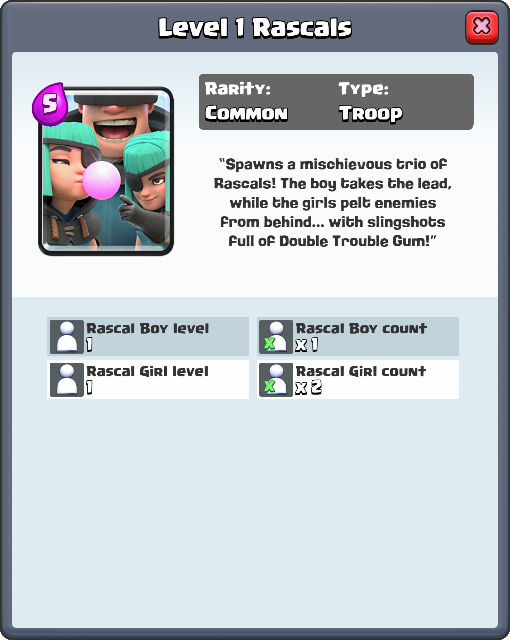 Level 1 Rascals
5
Rarity: Type:
Common Troop
"Spawns a mischievous trio of
Rascals! The boy takes the lead,
while the girls pelt enemies
from behind... with slingshots
full of Double Trouble Gum!"
Rascal Boy level
1
Rascal Boy count
x 1
Rascal Girl level
1
Rascal Girl count
x 2